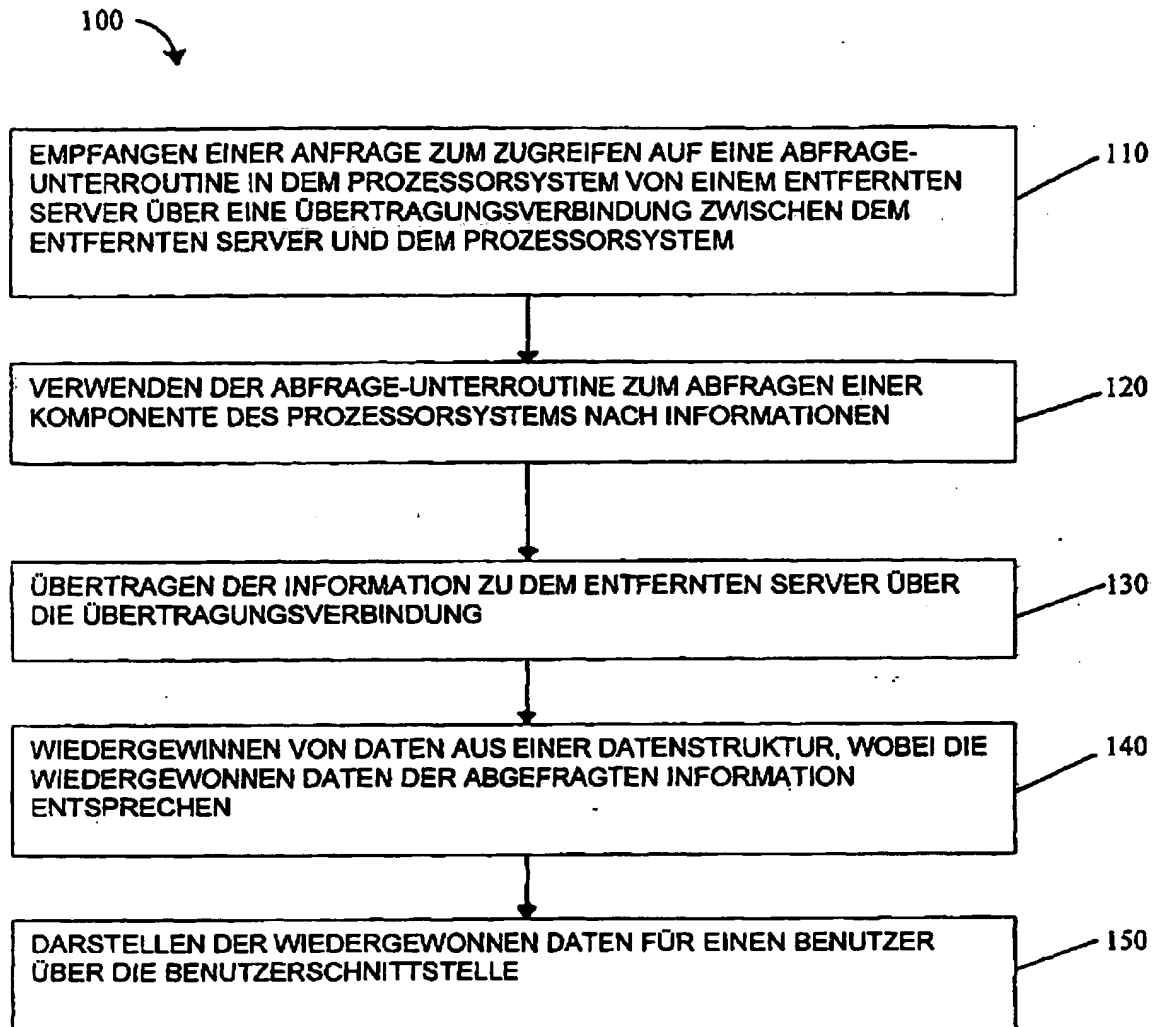 100
EMPFANGEN EINER ANFRAGE ZUM ZUGREIFEN AUF EINE ABFRAGE-
UNTERROUTINE IN DEM PROZESSORSYSTEM VON EINEM ENTFERNTEN
SERVER ÜBER EINE ÜBERTRAGUNGSVERBINDUNG ZWISCHEN DEM
ENTFERNTEN SERVER UND DEM PROZESSORSYSTEM
110
VERWENDEN DER ABFRAGE-UNTERROUTINE ZUM ABFRAGEN EINER
KOMPONENTE DES PROZESSORSYSTEMS NACH INFORMATIONEN
120
ÜBERTRAGEN DER INFORMATION ZU DEM ENTFERNTEN SERVER ÜBER
DIE ÜBERTRAGUNGSVERBINDUNG
130
WIEDERGEWINNEN VON DATEN AUS EINER DATENSTRUKTUR, WOBEI DIE
WIEDERGEWONNEN DATEN DER ABGEFRAGTEN INFORMATION
ENTSPRECHEN
140
DARSTELLEN DER WIEDERGEWONNEN DATEN FÜR EINEN BENUTZER
ÜBER DIE BENUTZERSCHNITTSTELLE
150